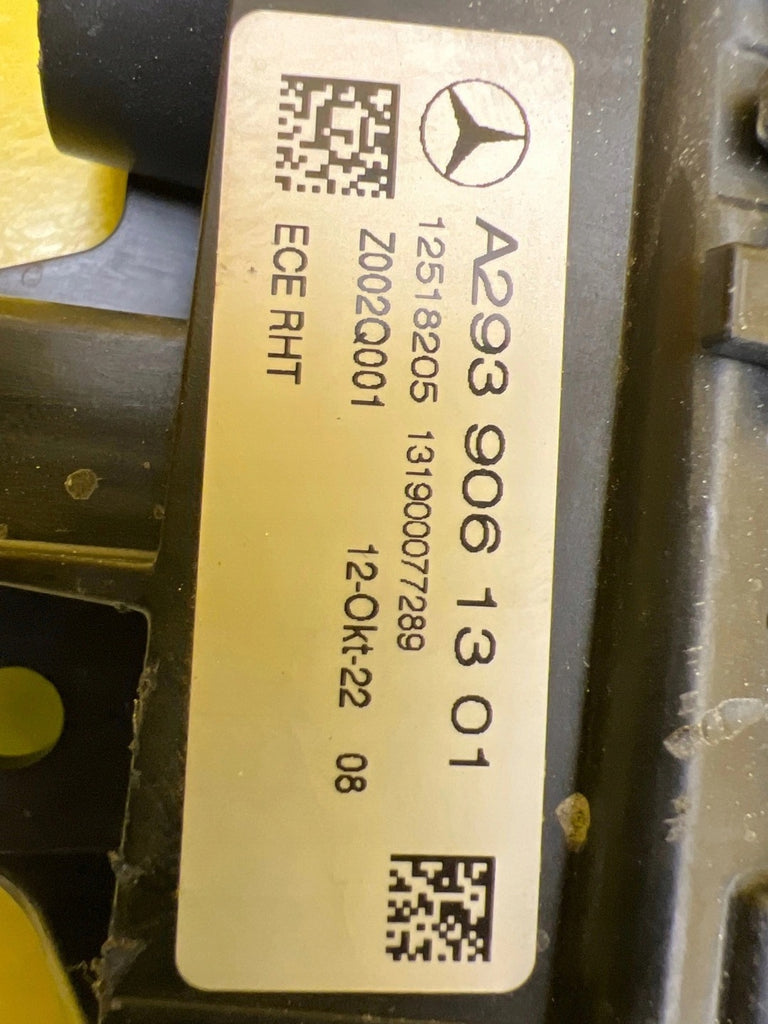 A293 906 13 01
12518205 131900077289
Z002Q001 12-Okt-22 08
ECE RHT